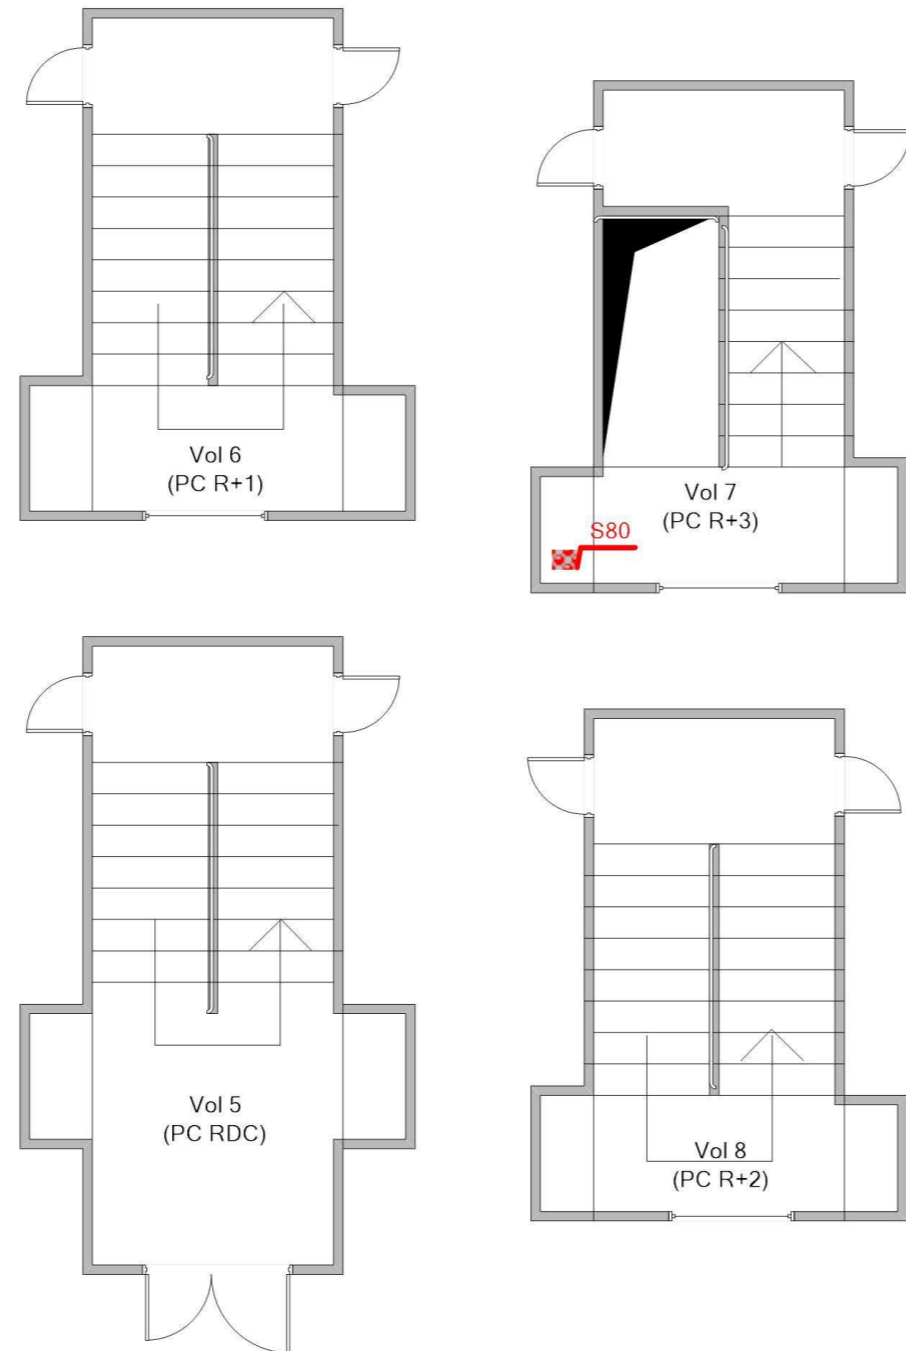 Vol 6
(PC R+1)
Vol 7
(PC R+3)
S80
Vol 5
(PC RDC)
Vol 8
(PC R+2)